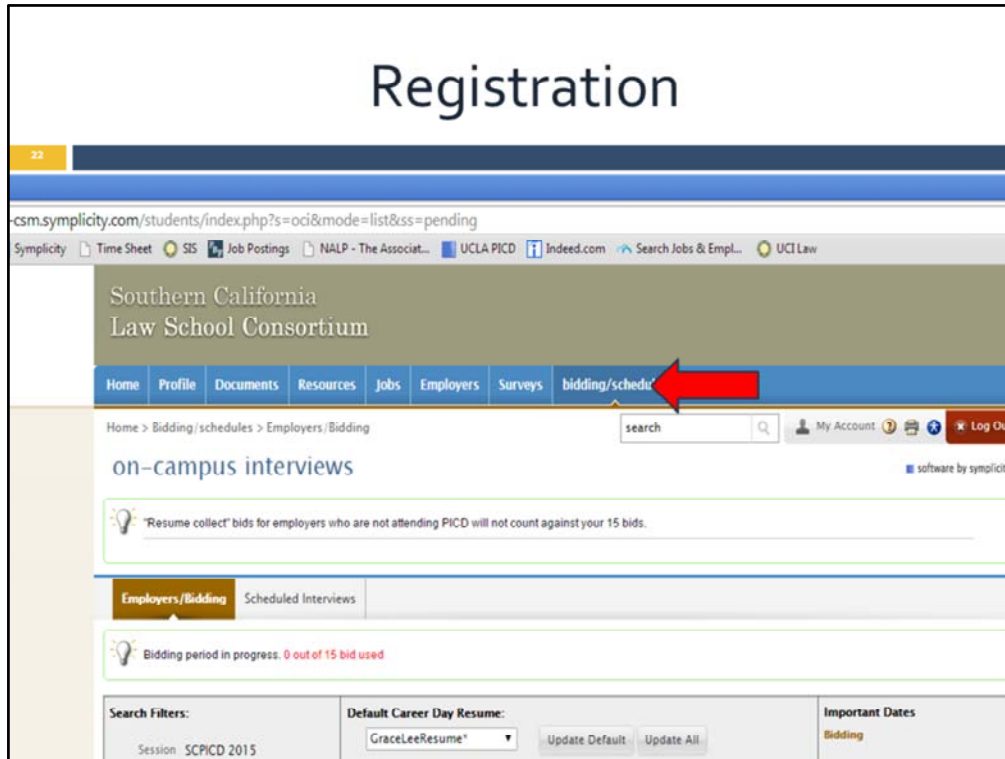 Registration
22
-csm.symplicity.com/students/index.php?s=oci&mode=list&ss=pending
Symplicity Time Sheet SIS Job Postings NALP - The Associat... UCLA PICD Indeed.com Search Jobs & Empl... UCI Law
Southern California
Law School Consortium
Home Profile Documents Resources Jobs Employers Surveys bidding/schedu
Home > Bidding/schedules > Employers/Bidding search My Account Log Ou
on-campus interviews
software by symplicit
"Resume collect" bids for employers who are not attending PICD will not count against your 15 bids.
Employers/Bidding Scheduled Interviews
Bidding period in progress. 0 out of 15 bid used
Search Filters: Default Career Day Resume: Important Dates
GraceLeeResume* Update Default Update All Bidding
Session SCPICD 2015